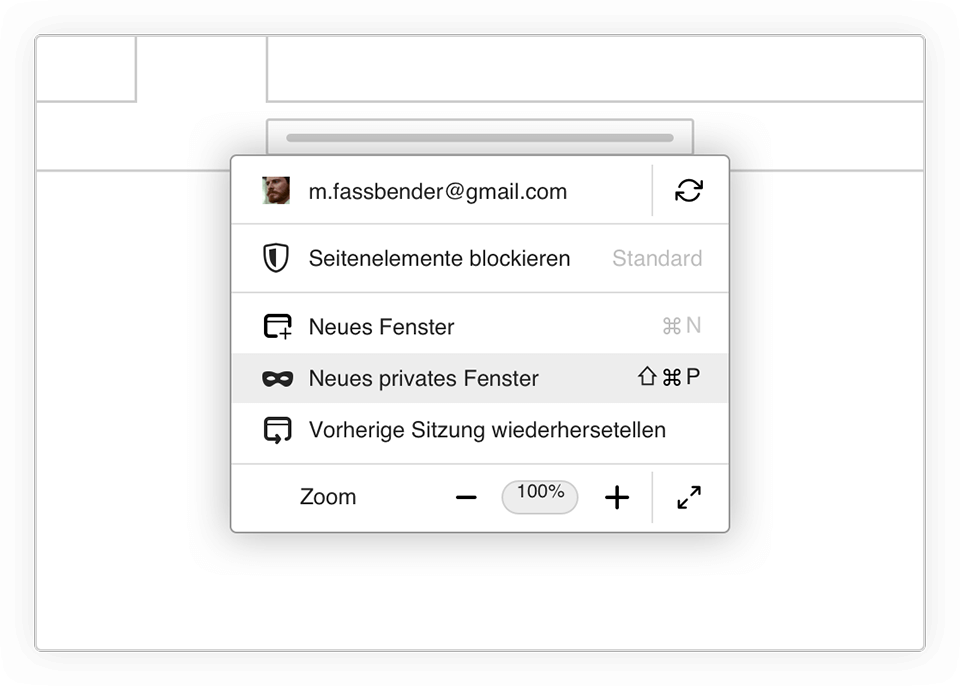 m.fassbender@gmail.com
Seitenelemente blockieren Standard
Neues Fenster ⌘ N
Neues privates Fenster ⇧ ⌘ P
Vorherige Sitzung wiederhersetellen
Zoom − 100% +